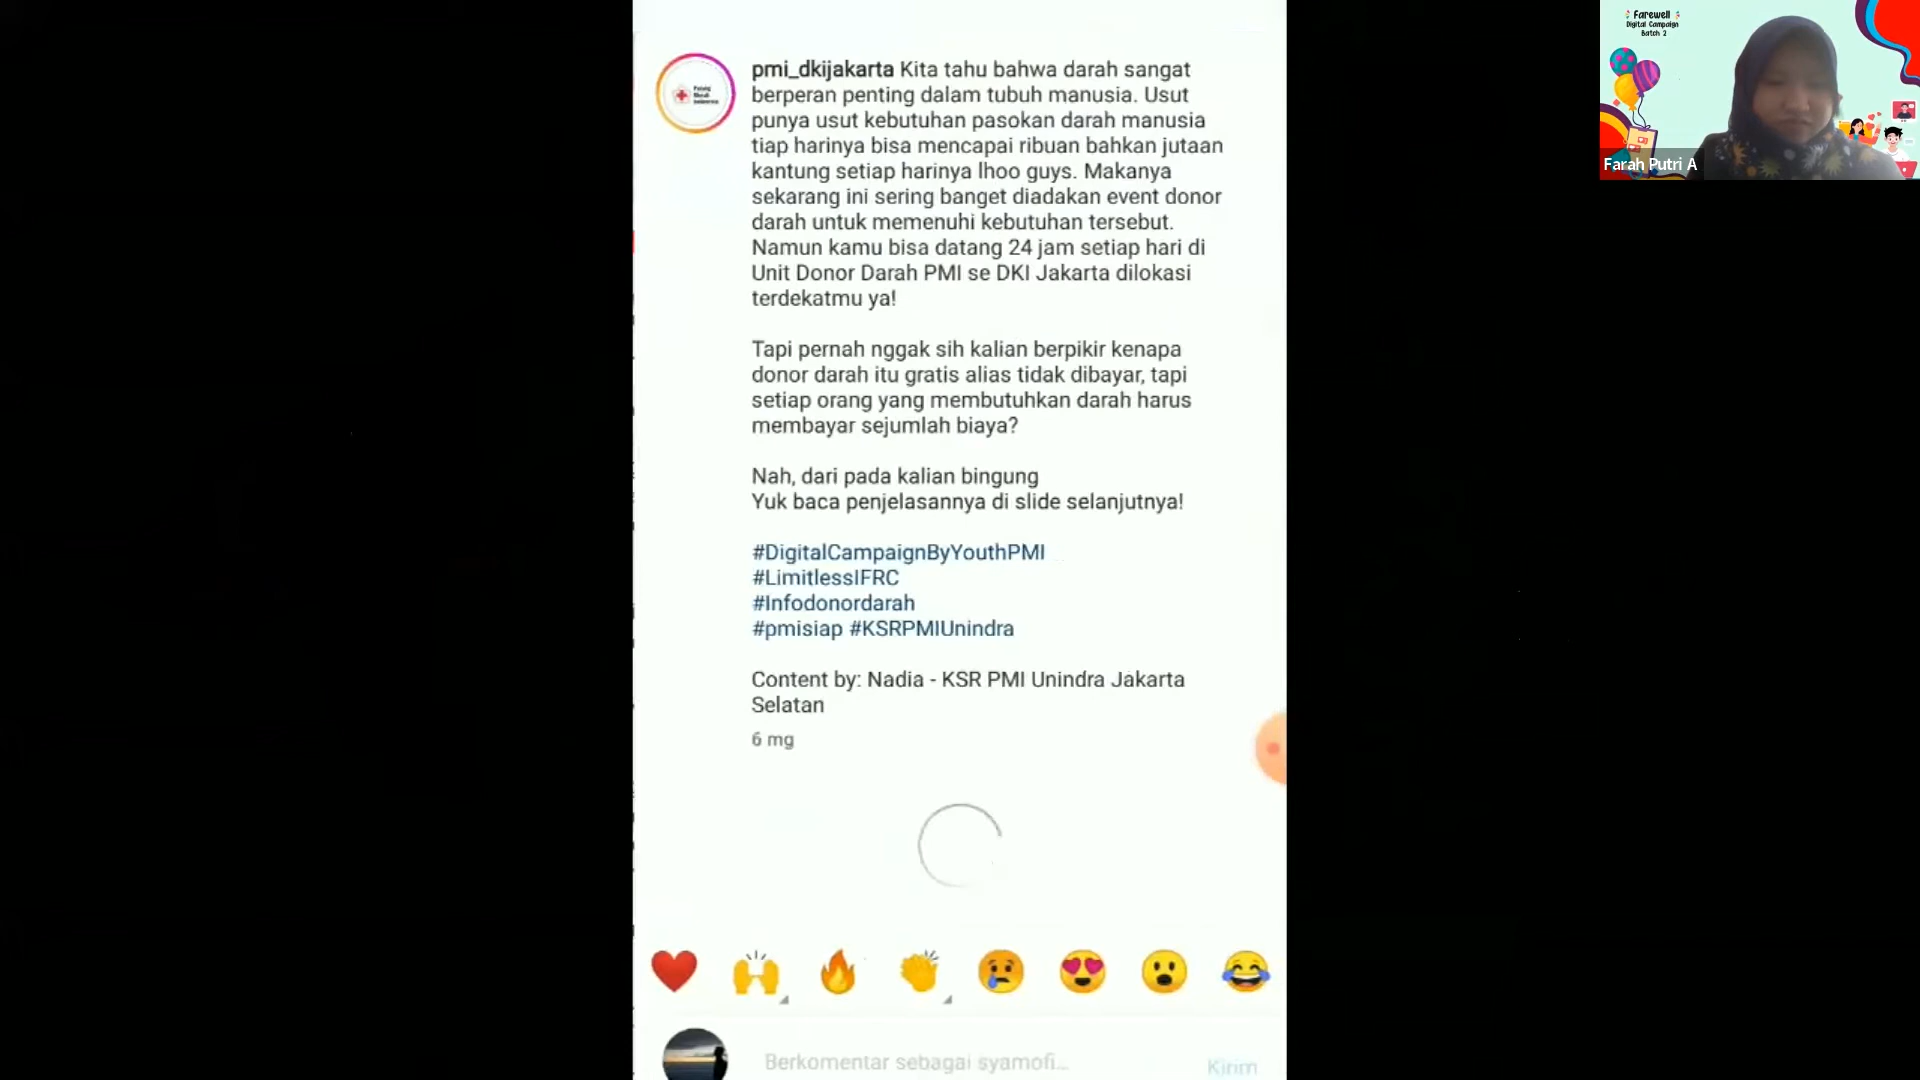 pmi_dkijakarta Kita tahu bahwa darah sangat
berperan penting dalam tubuh manusia. Usut
punya usut kebutuhan pasokan darah manusia
tiap harinya bisa mencapai ribuan bahkan jutaan
kantung setiap harinya lhoo guys. Makanya
sekarang ini sering banget diadakan event donor
darah untuk memenuhi kebutuhan tersebut.
Namun kamu bisa datang 24 jam setiap hari di
Unit Donor Darah PMI se DKI Jakarta dilokasi
terdekatmu ya!
Tapi pernah nggak sih kalian berpikir kenapa
donor darah itu gratis alias tidak dibayar, tapi
setiap orang yang membutuhkan darah harus
membayar sejumlah biaya?
Nah, dari pada kalian bingung
Yuk baca penjelasannya di slide selanjutnya!
#DigitalCampaignByYouthPMI
#LimitlessIFRC
#Infodonordarah
#pmisiap #KSRPMIUnindra
Content by: Nadia - KSR PMI Unindra Jakarta
Selatan
6 mg
Berkomentar sebagai syamofi...
Kirim
Farewell
Digital Campaign
Batch 2
Farah Putri A